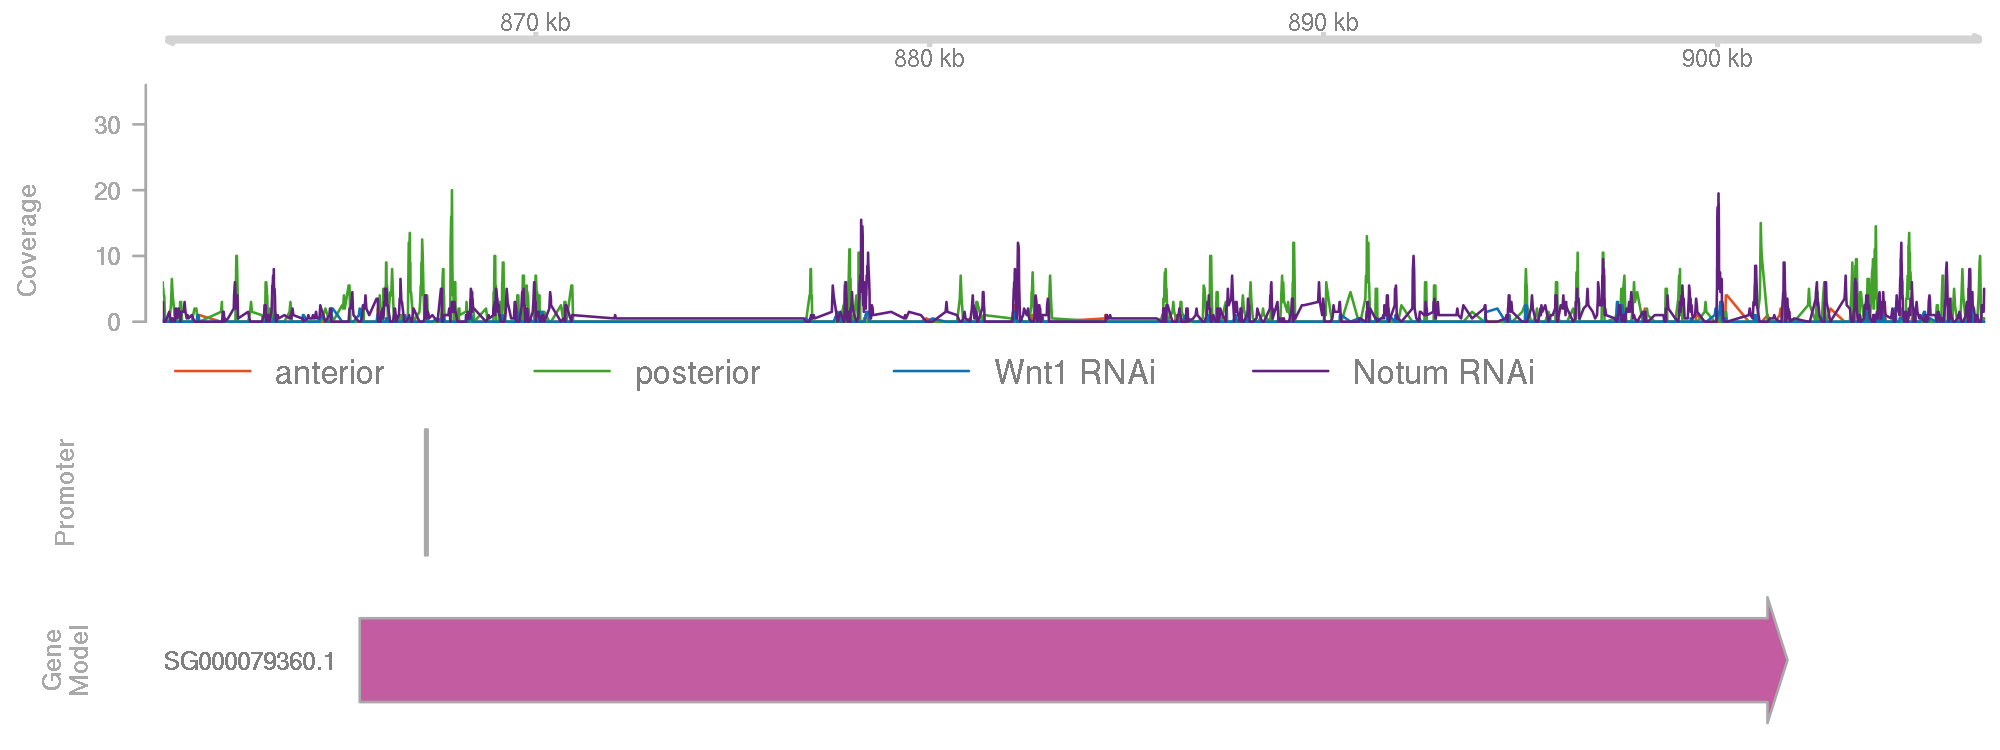 870 kb
890 kb
880 kb
900 kb
Coverage
30
20
10
0
anterior
posterior
Wnt1 RNAi
Notum RNAi
Promoter
Gene
Model
SG000079360.1